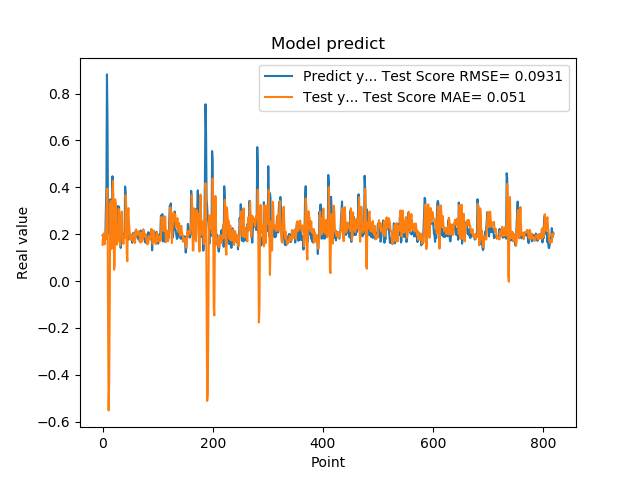 Model predict
Predict y... Test Score RMSE= 0.0931
Test y... Test Score MAE= 0.051
Real value
0.8
0.6
0.4
0.2
0.0
−0.2
−0.4
−0.6
0
200
400
600
800
Point